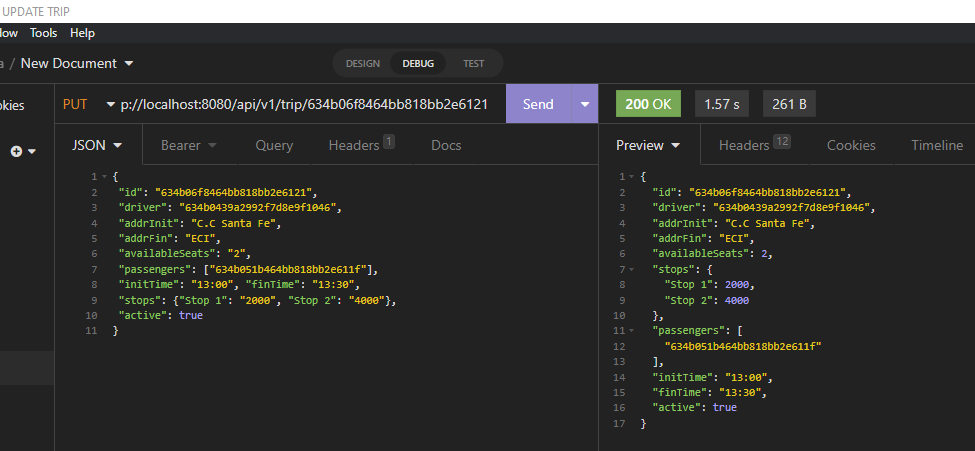 UPDATE TRIP
low Tools Help
a / New Document
DESIGN DEBUG TEST
okies
PUT p://localhost:8080/api/v1/trip/634b06f8464bb818bb2e6121 Send
200 OK 1.57 s 261 B
JSON Bearer Query Headers 1 Docs
Preview Headers 12 Cookies Timeline
1 {
2 "id": "634b06f8464bb818bb2e6121",
3 "driver": "634b0439a2992f7d8e9f1046",
4 "addrInit": "C.C Santa Fe",
5 "addrFin": "ECI",
6 "availableSeats": "2",
7 "passengers": ["634b051b464bb818bb2e611f"],
8 "initTime": "13:00", "finTime": "13:30",
9 "stops": {"Stop 1": "2000", "Stop 2": "4000"},
10 "active": true
11 }
1 {
2 "id": "634b06f8464bb818bb2e6121",
3 "driver": "634b0439a2992f7d8e9f1046",
4 "addrInit": "C.C Santa Fe",
5 "addrFin": "ECI",
6 "availableSeats": 2,
7 "stops": {
8 "Stop 1": 2000,
9 "Stop 2": 4000
10 },
11 "passengers": [
12 "634b051b464bb818bb2e611f"
13 ],
14 "initTime": "13:00",
15 "finTime": "13:30",
16 "active": true
17 }